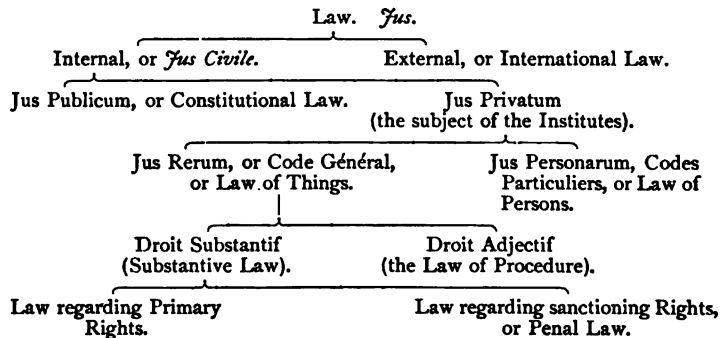 Law. Jus.
Internal, or Jus Civile. External, or International Law.
Jus Publicum, or Constitutional Law. Jus Privatum
(the subject of the Institutes).
Jus Rerum, or Code Général, Jus Personarum, Codes
or Law of Things. Particuliers, or Law of
Persons.
Droit Substantif Droit Adjectif
(Substantive Law). (the Law of Procedure).
Law regarding Primary Law regarding sanctioning Rights,
Rights. or Penal Law.